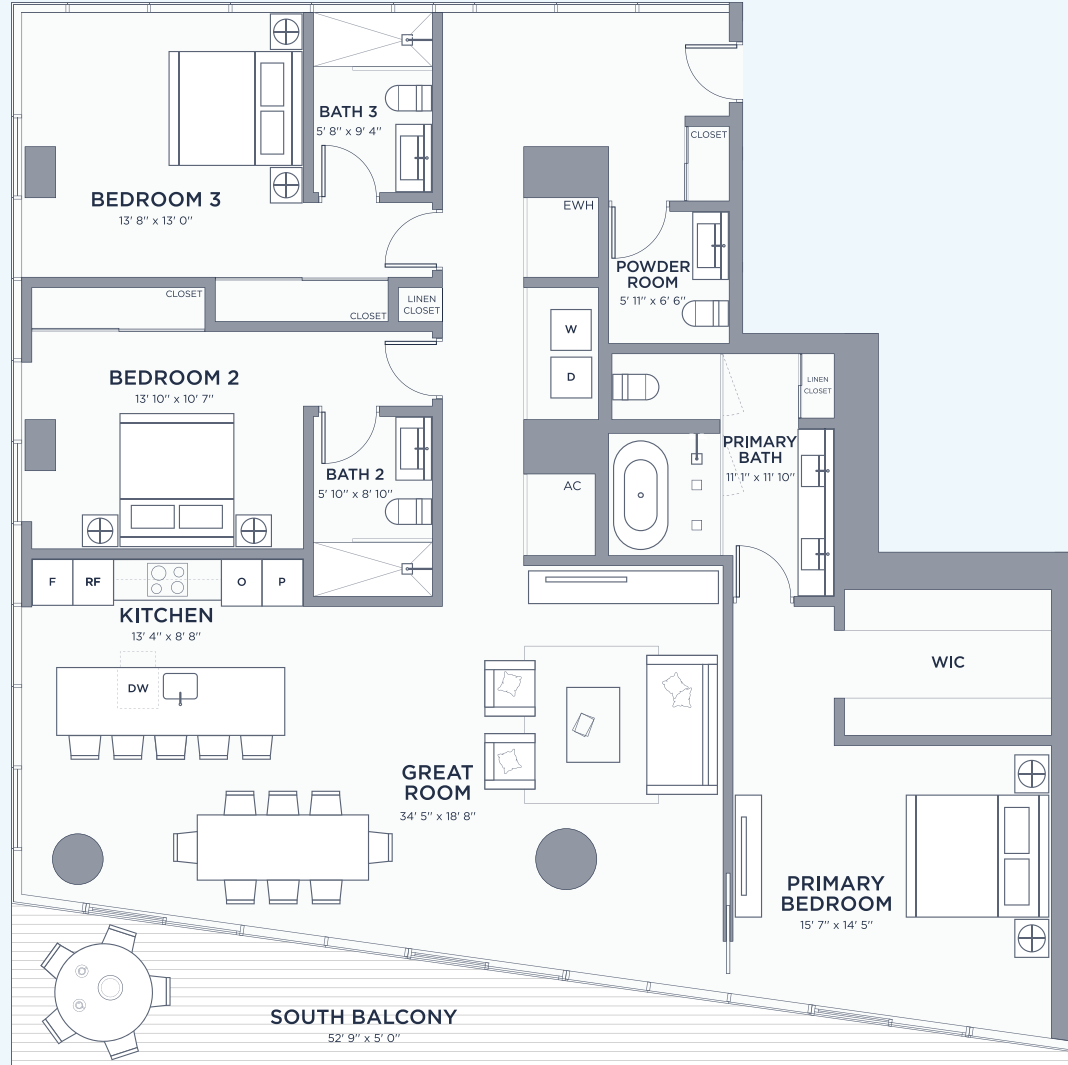 BATH 3
5' 8" x 9' 4"
CLOSET
BEDROOM 3
13' 8" x 13' 0"
EWH
POWDER
ROOM
5' 11" x 6' 6"
CLOSET
CLOSET
LINEN
CLOSET
W
D
BEDROOM 2
13' 10" x 10' 7"
LINEN
CLOSET
PRIMARY
BATH
11' 1" x 11' 10"
BATH 2
5' 10" x 8' 10"
AC
F
RF
O
P
KITCHEN
13' 4" x 8' 8"
DW
WIC
GREAT
ROOM
34' 5" x 18' 8"
PRIMARY
BEDROOM
15' 7" x 14' 5"
SOUTH BALCONY
52' 9" x 5' 0"